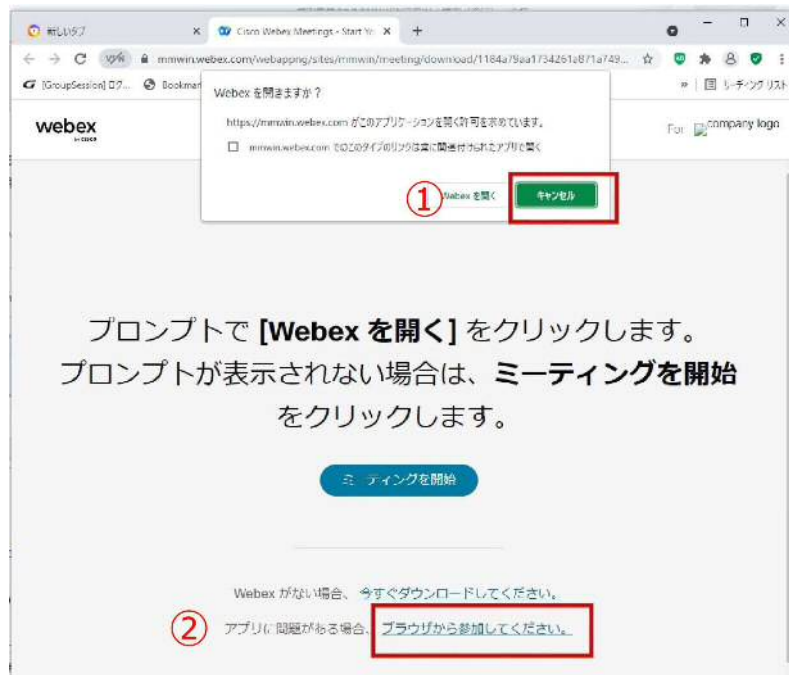 新しいタブ
Cisco Webex Meetings - Start Yo
mmwin.webex.com/webappng/sites/mmwin/meeting/download/1184a79aa1734261a871a749...
[GroupSession] ログ...
Bookmar
» リーディング リスト
Webex を開きますか？
https://mmwin.webex.com がこのアプリケーションを開く許可を求めています。
mmwin.webex.com でのこのタイプのリンクは常に関連付けられたアプリで開く
① Webex を開く キャンセル
webex
by CISCO
For company logo
プロンプトで [Webex を開く] をクリックします。
プロンプトが表示されない場合は、ミーティングを開始
をクリックします。
ミーティングを開始
Webex がない場合、今すぐダウンロードしてください。
② アプリに問題がある場合、ブラウザから参加してください。